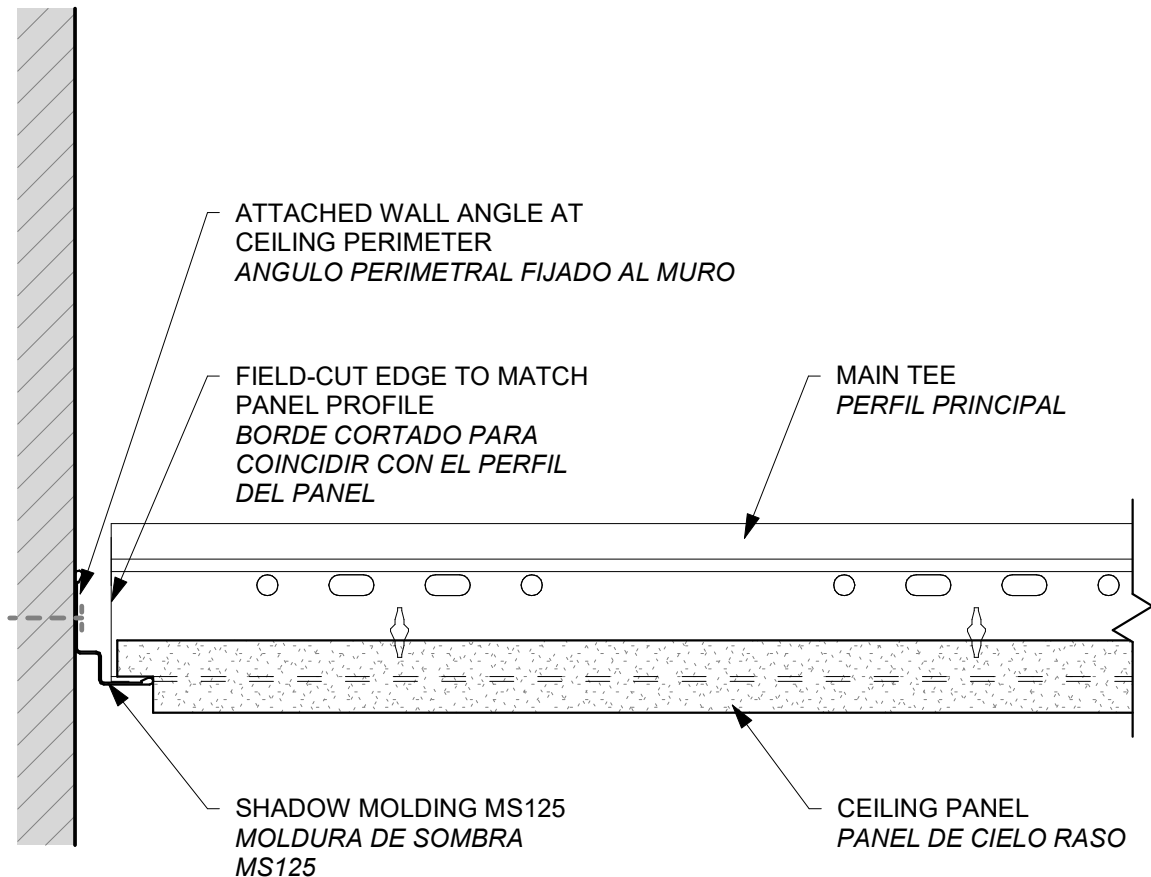 ATTACHED WALL ANGLE AT
CEILING PERIMETER
ANGULO PERIMETRAL FIJADO AL MURO
FIELD-CUT EDGE TO MATCH
PANEL PROFILE
BORDE CORTADO PARA
COINCIDIR CON EL PERFIL
DEL PANEL
MAIN TEE
PERFIL PRINCIPAL
SHADOW MOLDING MS125
MOLDURA DE SOMBRA
MS125
CEILING PANEL
PANEL DE CIELO RASO